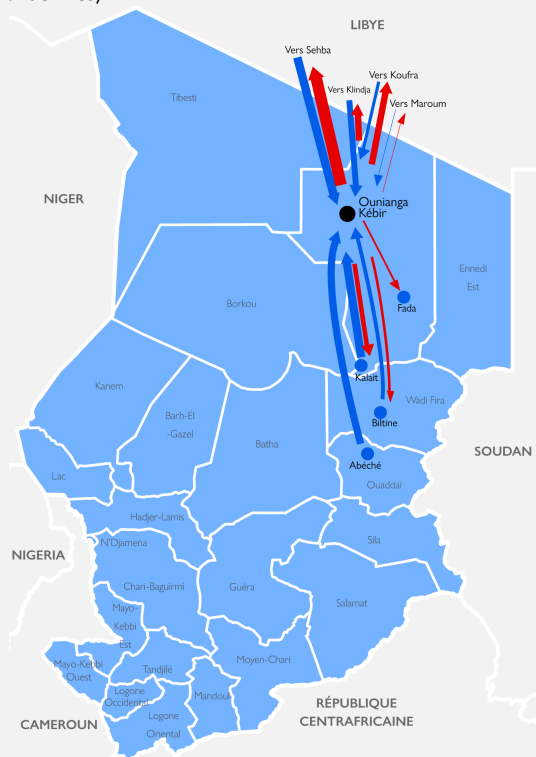 LIBYE
Vers Sehba
Vers Klindja
Vers Koufra
Vers Maroum
Tibesti
NIGER
Ounianga
Kébir
Ennedi
Est
Borkou
Fada
Kalait
Kanem
Barh-El
-Gazel
Batha
Wadi Fira
Biltine
SOUDAN
Abéché
Ouaddaï
Lac
Hadjer-Lamis
N'Djamena
NIGERIA
Sila
Chari-Baguirmi
Guéra
Salamat
Mayo-
Kebbi
Est
Mayo-Kebbi
Ouest
Tandjilé
Moyen-Chari
Logone
Occidental
Mandoul
Logone
Oriental
CAMEROUN
RÉPUBLIQUE
CENTRAFRICAINE